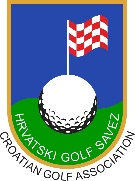 HRVATSKI GOLF SAVEZ
CROATIAN GOLF ASSOCIATION